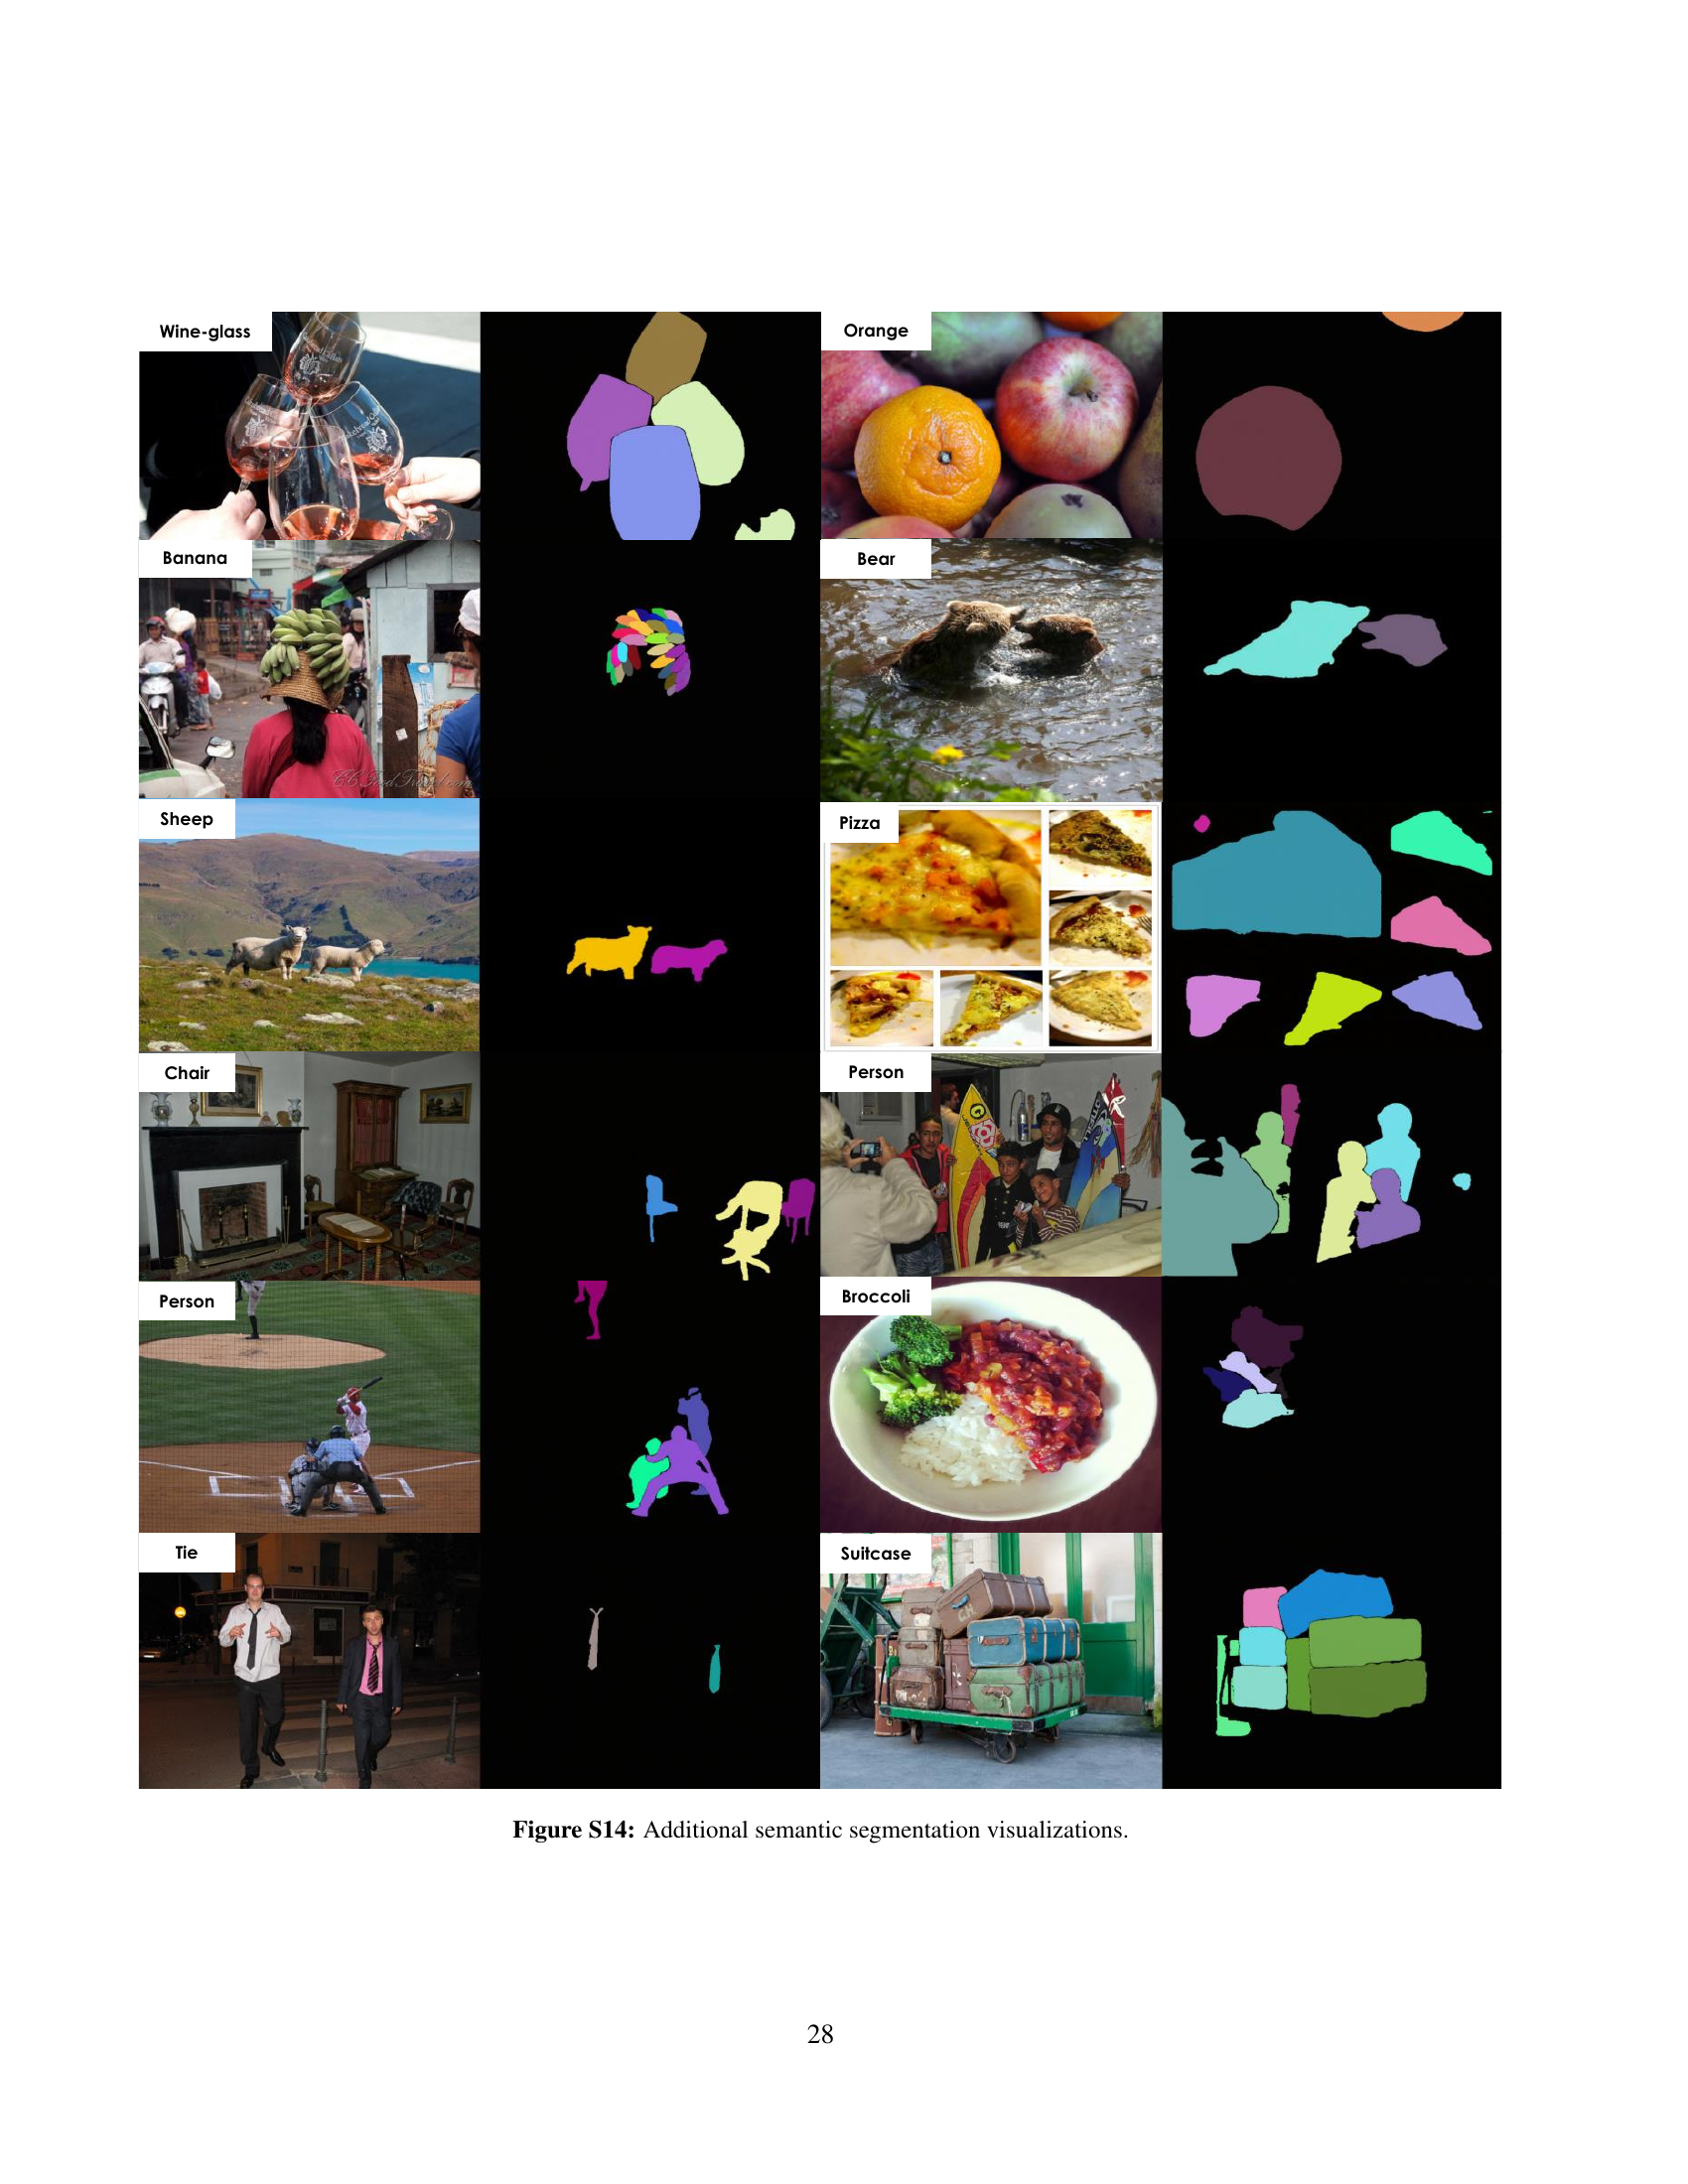 Wine-glass
Orange
Banana
Bear
Sheep
Pizza
Chair
Person
Person
Broccoli
Tie
Suitcase
CH
Figure S14: Additional semantic segmentation visualizations.
28